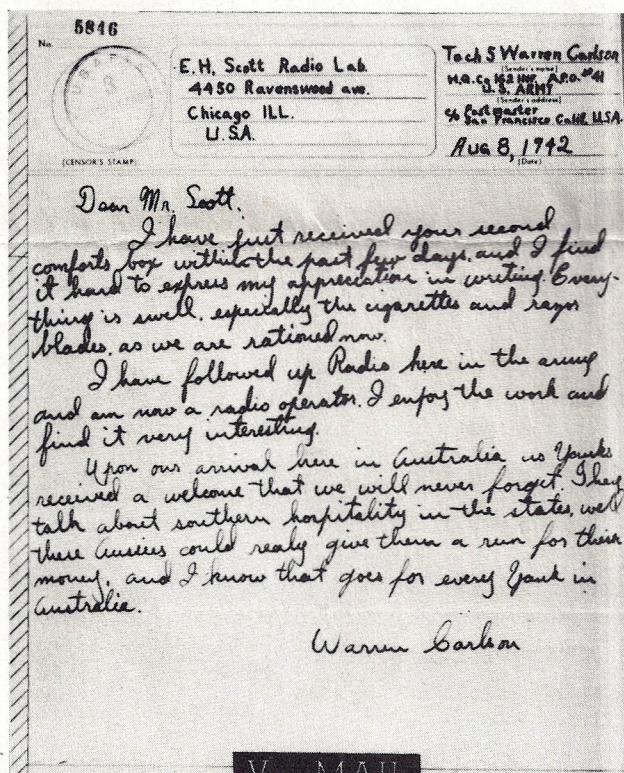 5846
No.
(CENSOR'S STAMP)
E.H. Scott Radio Lab.
4450 Ravenswood ave.
Chicago ILL.
U.S.A.
Tech 5 Warren Carlson
(Sender's name)
H.Q. Co 162 INF. A.P.O. #41
U.S. ARMY
(Sender's address)
c/o Postmaster
San Francisco Calif. U.S.A.
AUG 8, 1942
(Date)
Dear Mr. Scott:
I have just received your second
comforts box within the past few days, and I find
it hard to express my appreciation in writing. Every-
thing is swell, especially the cigarettes and razor
blades, as we are rationed now.
I have followed up Radio here in the army
and am now a radio operator. I enjoy the work and
find it very interesting.
Upon our arrival here in Australia us Yanks
received a welcome that we will never forget. They
talk about southern hospitality in the states, well
these Aussies could realy give them a run for their
money, and I know that goes for every Yank in
Australia.
Warren Carlson
V - MAIL